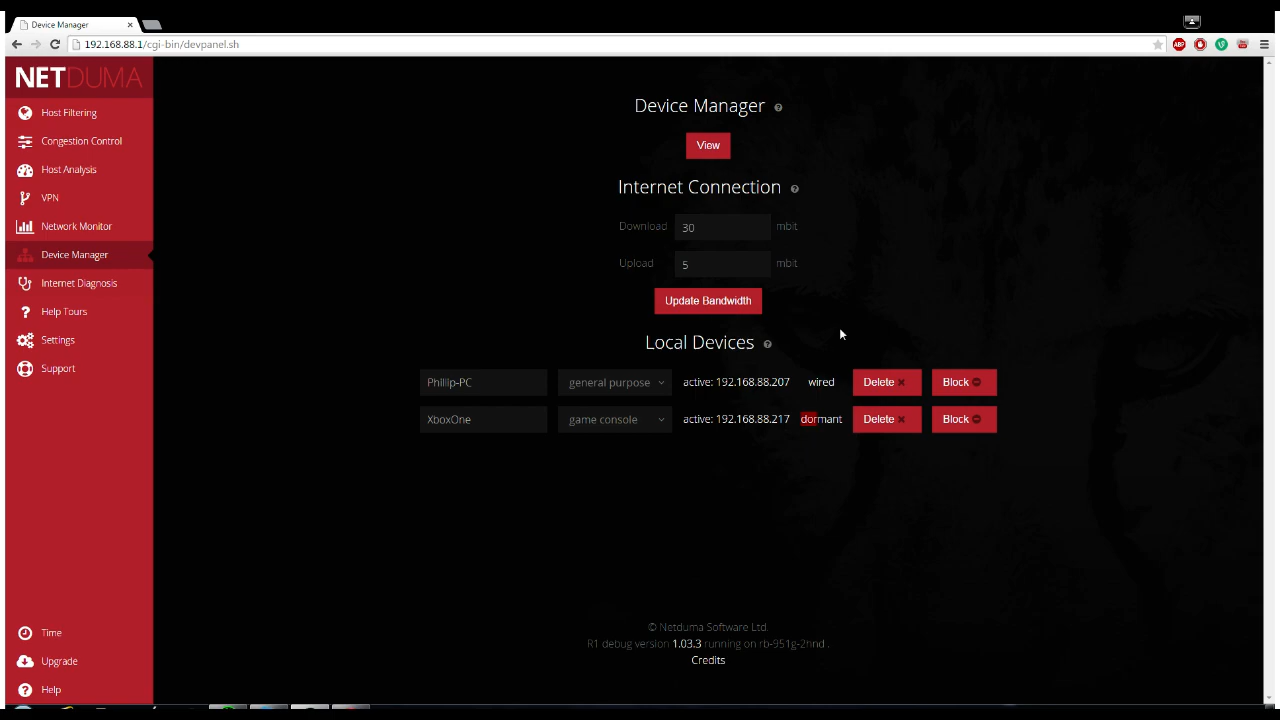 Device Manager
192.168.88.1/cgi-bin/devpanel.sh
ABP
NETDUMA
Host Filtering
Congestion Control
Host Analysis
VPN
Network Monitor
Device Manager
Internet Diagnosis
Help Tours
Settings
Support
Time
Upgrade
Help
Device Manager
View
Internet Connection
Download 30 mbit
Upload 5 mbit
Update Bandwidth
Local Devices
Phillip-PC general purpose active: 192.168.88.207 wired Delete Block
XboxOne game console active: 192.168.88.217 dormant Delete Block
© Netduma Software Ltd.
R1 debug version 1.03.3 running on rb-951g-2hnd .
Credits